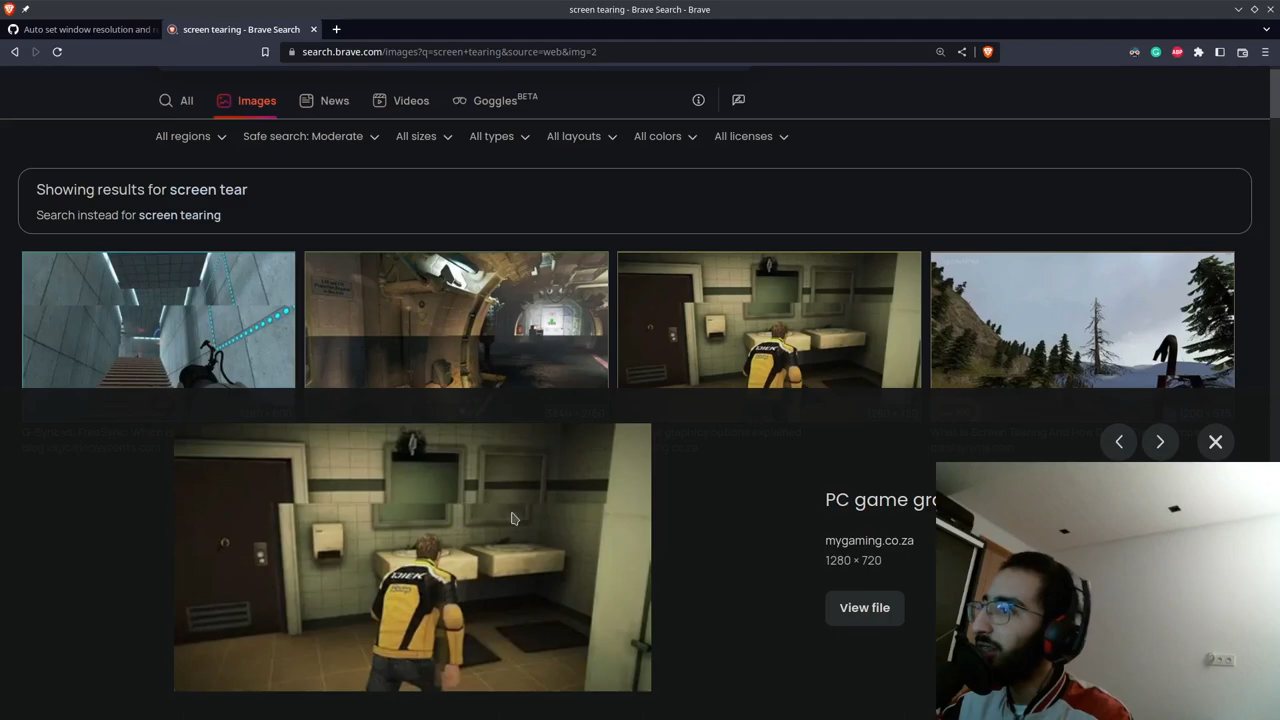 screen tearing - Brave Search - Brave
Auto set window resolution and r
screen tearing - Brave Search
search.brave.com/images?q=screen+tearing&source=web&img=2
All
Images
News
Videos
Goggles BETA
All regions
Safe search: Moderate
All sizes
All types
All layouts
All colors
All licenses
Showing results for screen tear
Search instead for screen tearing
PC game gra
mygaming.co.za
1280 × 720
View file
ABP